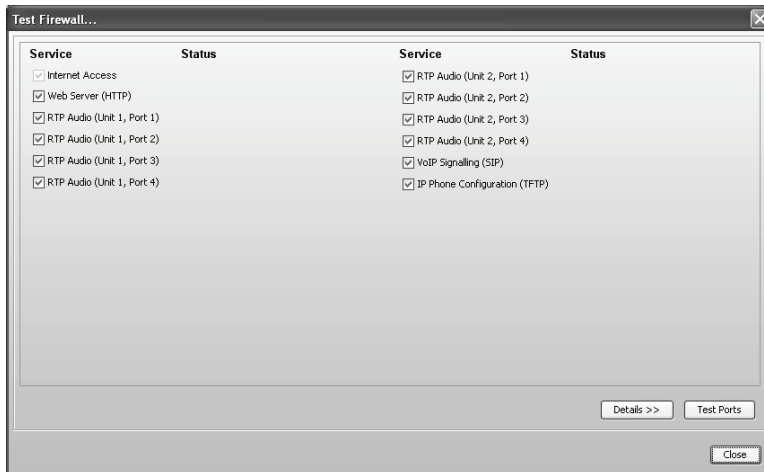 Test Firewall...
Service Status Service Status
Internet Access
Web Server (HTTP)
RTP Audio (Unit 1, Port 1)
RTP Audio (Unit 1, Port 2)
RTP Audio (Unit 1, Port 3)
RTP Audio (Unit 1, Port 4)
RTP Audio (Unit 2, Port 1)
RTP Audio (Unit 2, Port 2)
RTP Audio (Unit 2, Port 3)
RTP Audio (Unit 2, Port 4)
VoIP Signalling (SIP)
IP Phone Configuration (TFTP)
Details >> Test Ports
Close